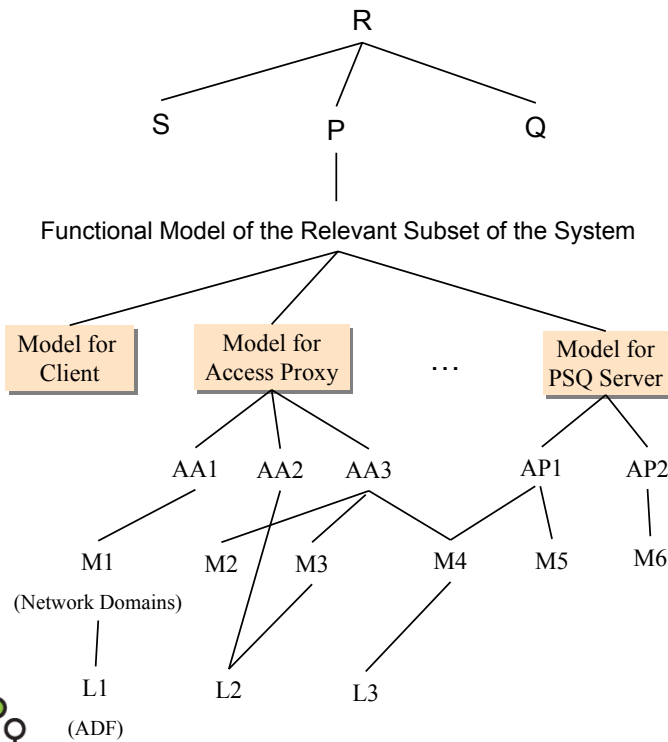 R
S P Q
Functional Model of the Relevant Subset of the System
Model for
Client
Model for
Access Proxy
...
Model for
PSQ Server
AA1 AA2 AA3 AP1 AP2
M1 M2 M3 M4 M5 M6
(Network Domains)
L1 L2 L3
(ADF)